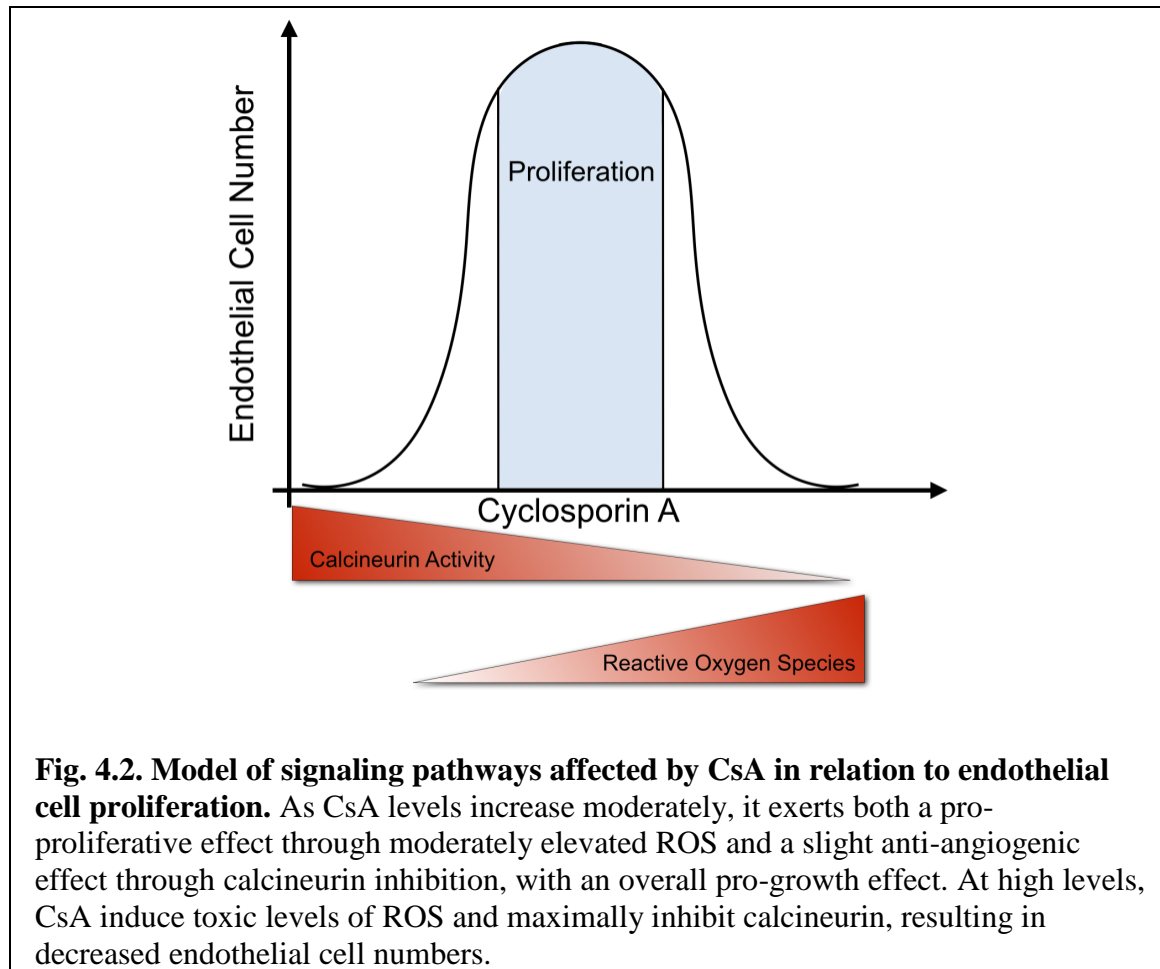 Endothelial Cell Number
Proliferation
Cyclosporin A
Calcineurin Activity
Reactive Oxygen Species
Fig. 4.2. Model of signaling pathways affected by CsA in relation to endothelial
cell proliferation. As CsA levels increase moderately, it exerts both a pro-
proliferative effect through moderately elevated ROS and a slight anti-angiogenic
effect through calcineurin inhibition, with an overall pro-growth effect. At high levels,
CsA induce toxic levels of ROS and maximally inhibit calcineurin, resulting in
decreased endothelial cell numbers.